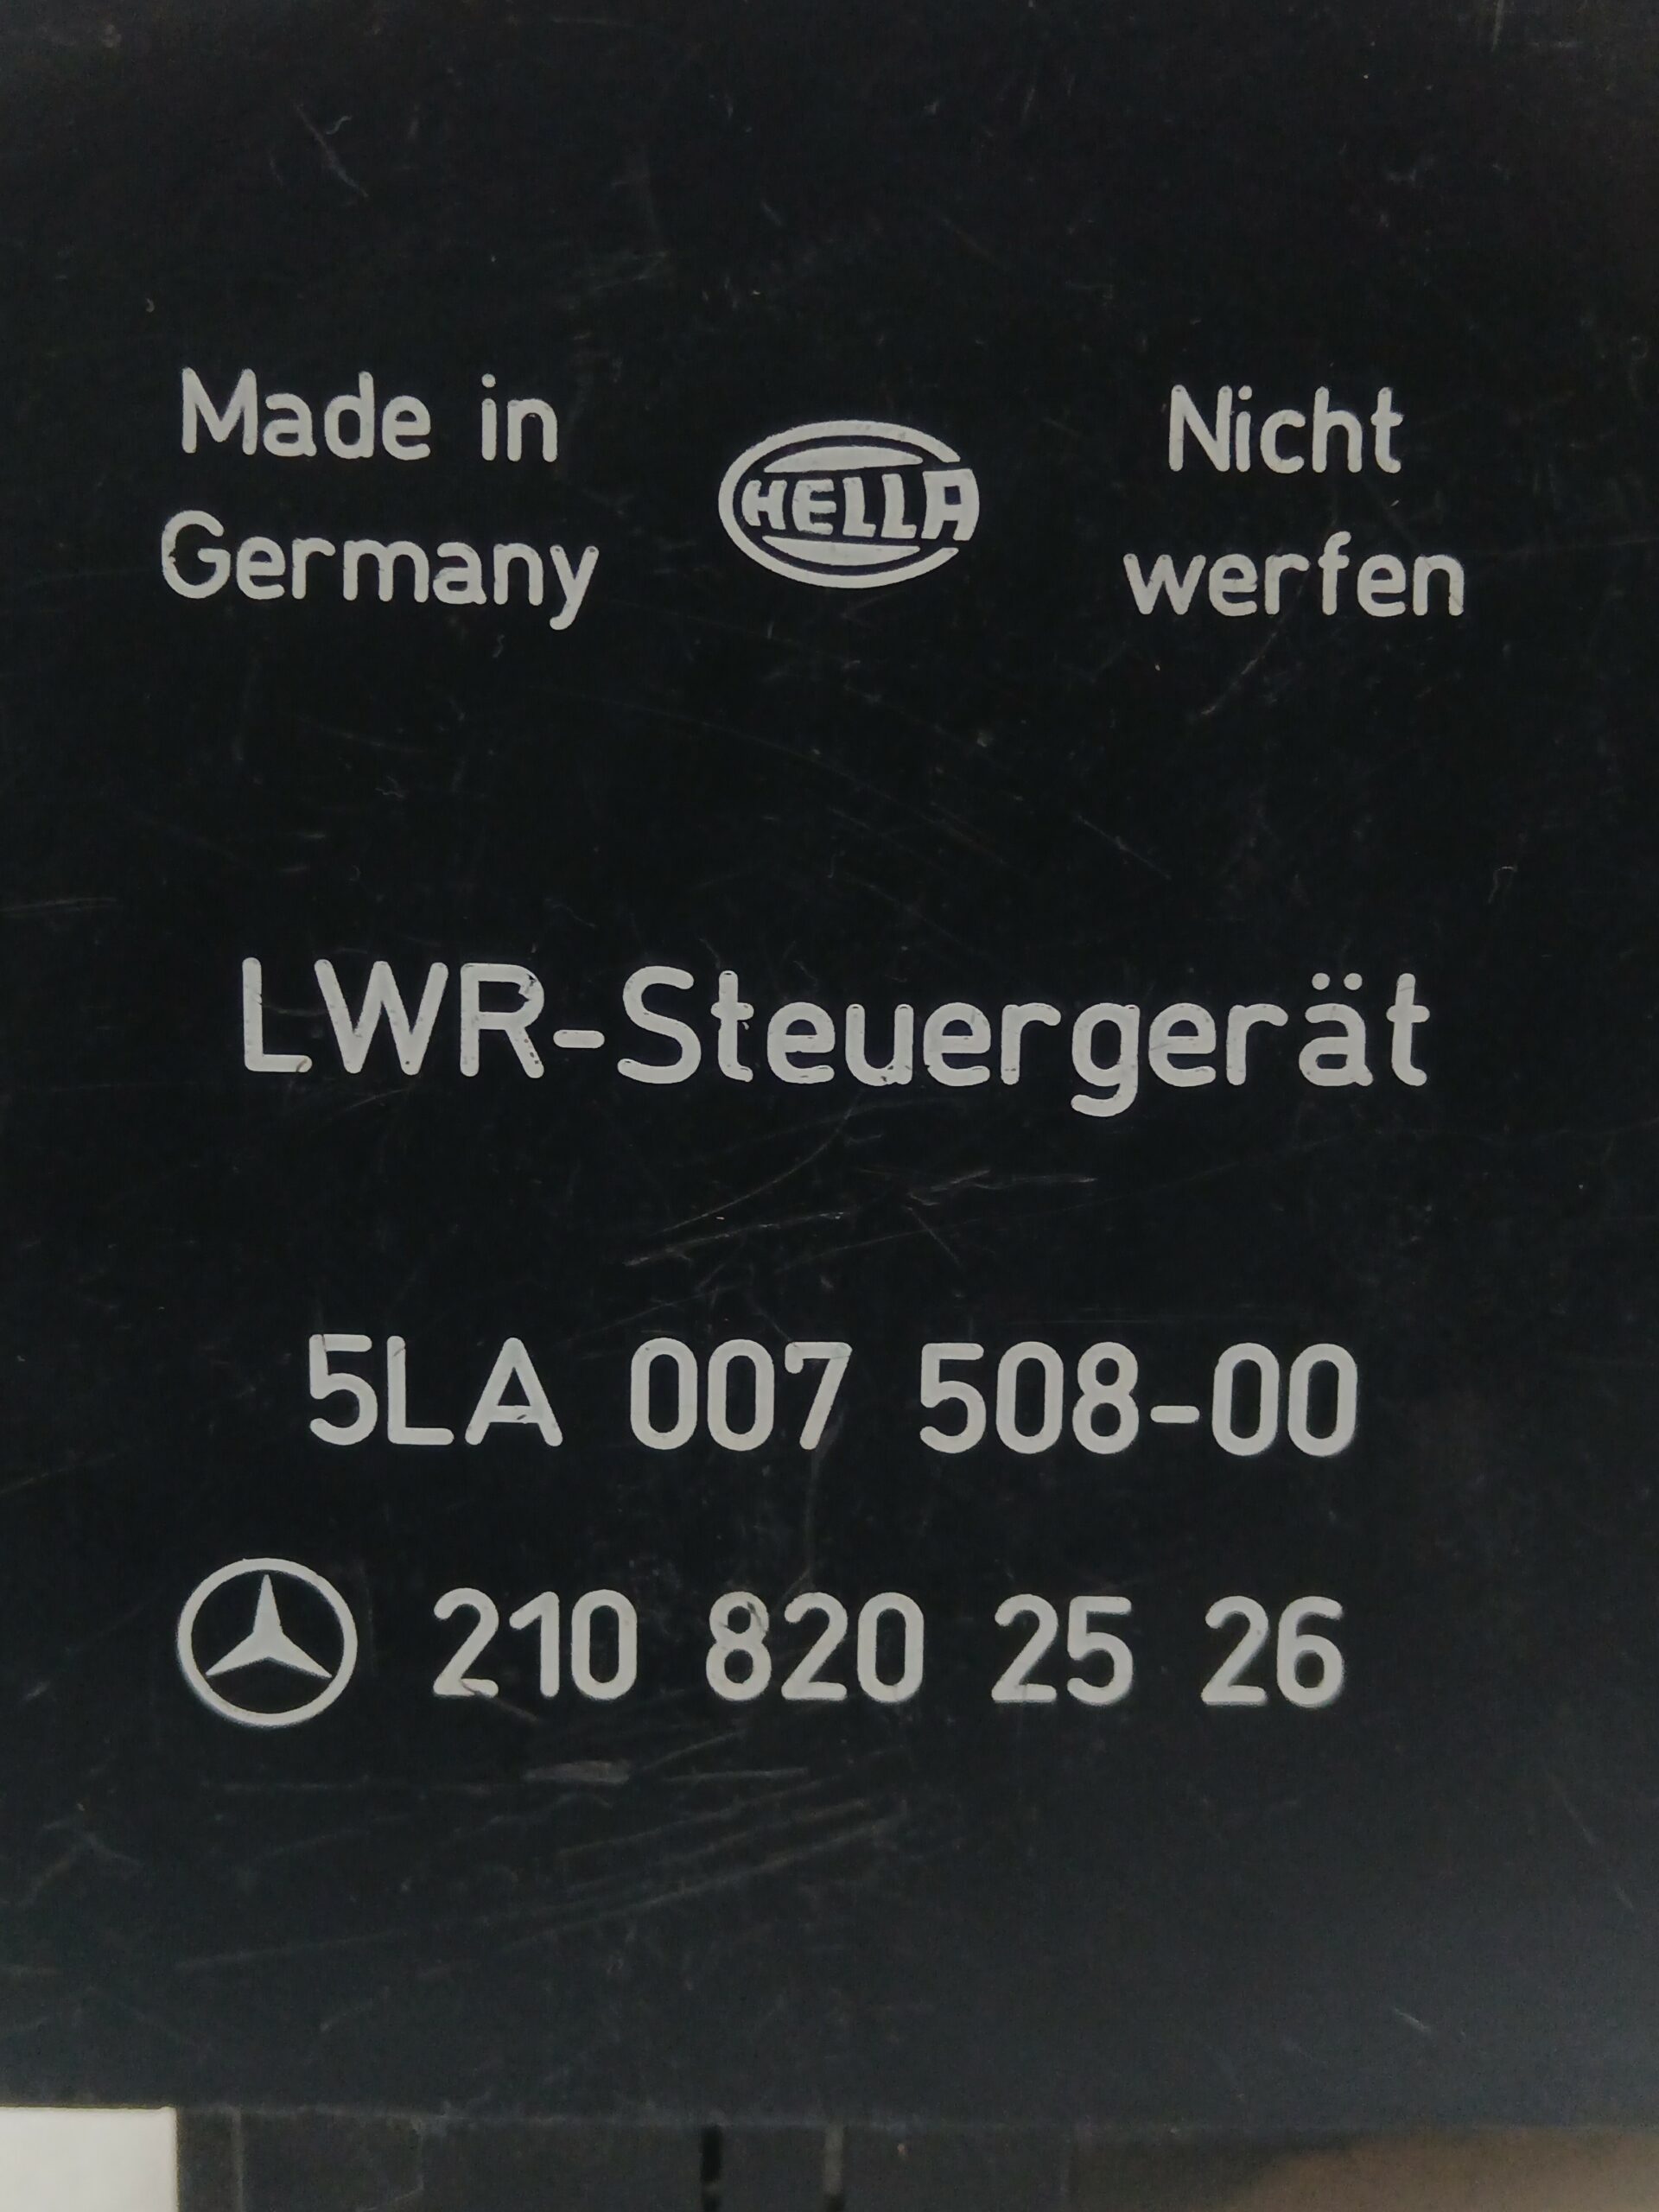 Made in
Germany
HELLA
Nicht
werfen
LWR-Steuergerät
5LA 007 508-00
210 820 25 26